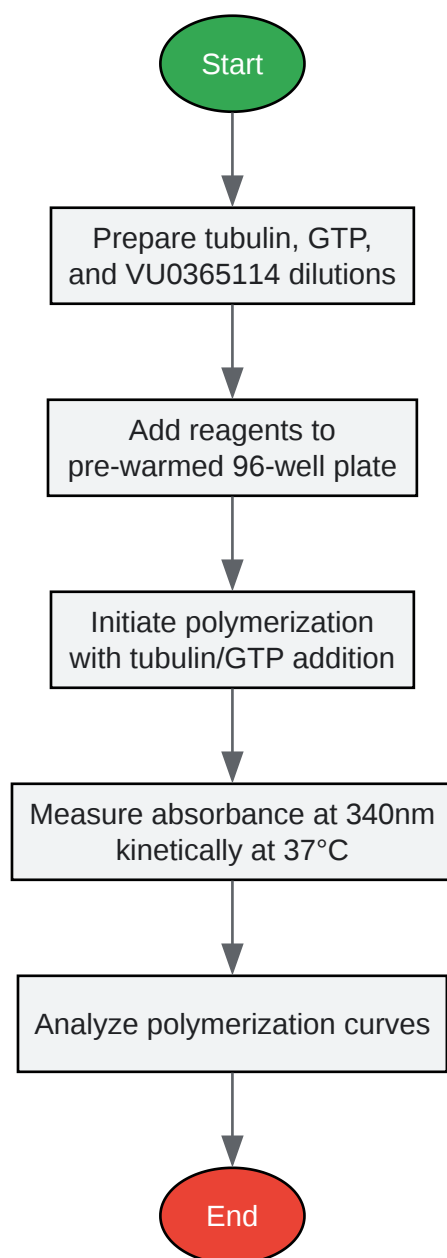 Start
Prepare tubulin, GTP,
and VU0365114 dilutions
Add reagents to
pre-warmed 96-well plate
Initiate polymerization
with tubulin/GTP addition
Measure absorbance at 340nm
kinetically at 37°C
Analyze polymerization curves
End